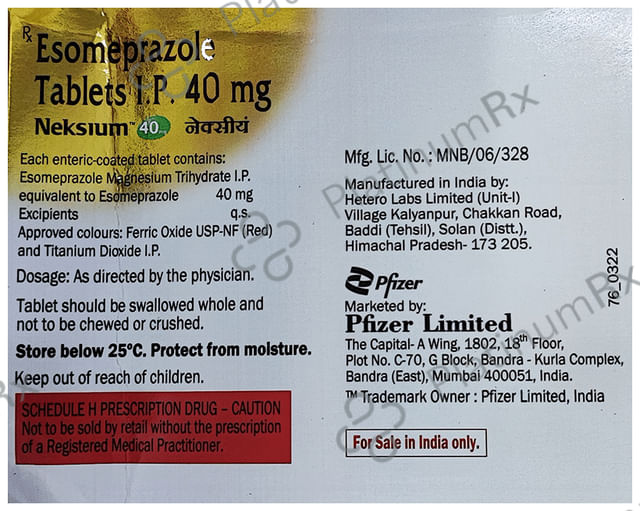 Rx
Esomeprazole
Tablets I.P. 40 mg
Neksium™ 40mg नेक्सीयं
Each enteric-coated tablet contains:
Esomeprazole Magnesium Trihydrate I.P.
equivalent to Esomeprazole 40 mg
Excipients q.s.
Approved colours: Ferric Oxide USP-NF (Red)
and Titanium Dioxide I.P.
Dosage: As directed by the physician.
Tablet should be swallowed whole and
not to be chewed or crushed.
Store below 25°C. Protect from moisture.
Keep out of reach of children.
SCHEDULE H PRESCRIPTION DRUG – CAUTION
Not to be sold by retail without the prescription
of a Registered Medical Practitioner.
Mfg. Lic. No. : MNB/06/328
Manufactured in India by:
Hetero Labs Limited (Unit-I)
Village Kalyanpur, Chakkan Road,
Baddi (Tehsil), Solan (Distt.),
Himachal Pradesh- 173 205.
Pfizer
Marketed by:
Pfizer Limited
The Capital- A Wing, 1802, 18th Floor,
Plot No. C-70, G Block, Bandra - Kurla Complex,
Bandra (East), Mumbai 400051, India.
™ Trademark Owner : Pfizer Limited, India
For Sale in India only.
76_0322
PlatinumRx
PlatinumRx